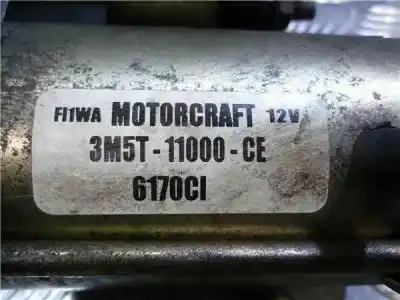 FI1WA MOTORCRAFT 12V
3M5T-11000-CE
6170CI